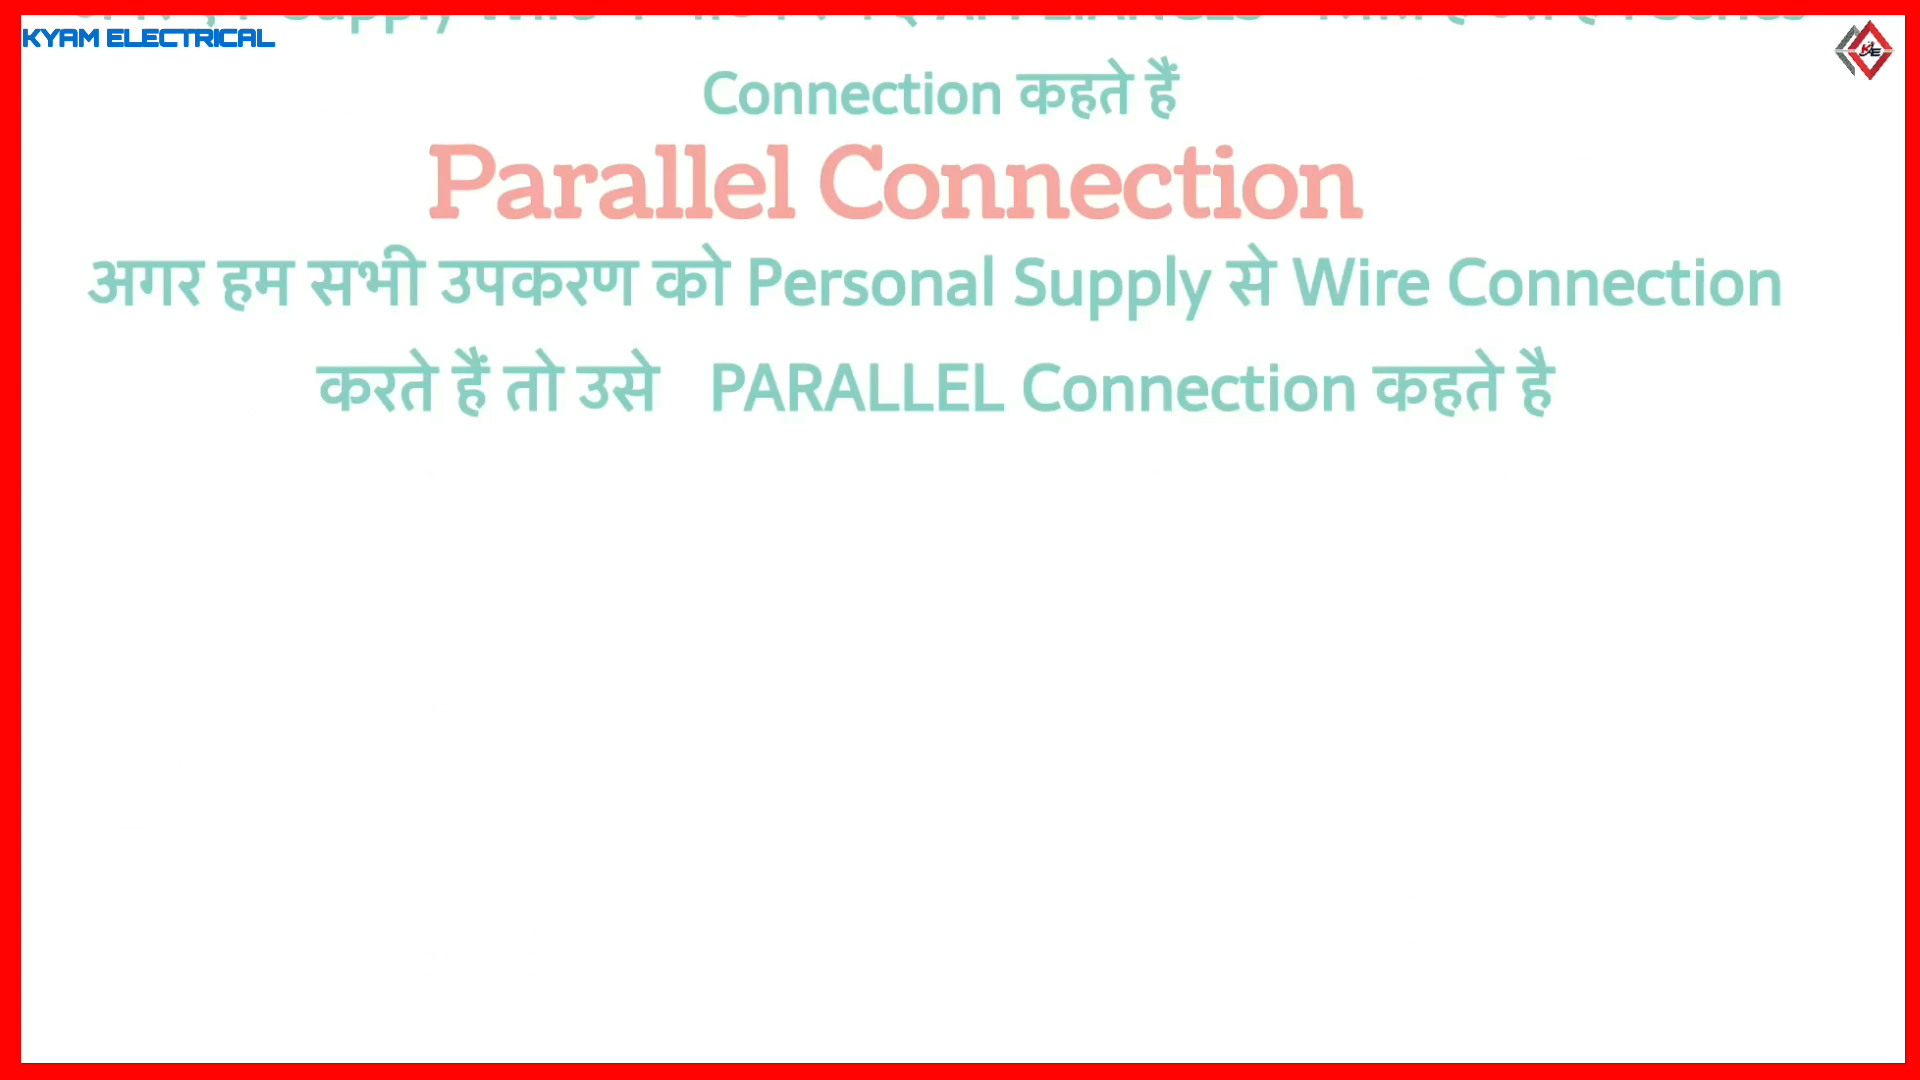 KYAM ELECTRICAL
Connection कहते हैं
Parallel Connection
अगर हम सभी उपकरण को Personal Supply से Wire Connection
करते हैं तो उसे PARALLEL Connection कहते है